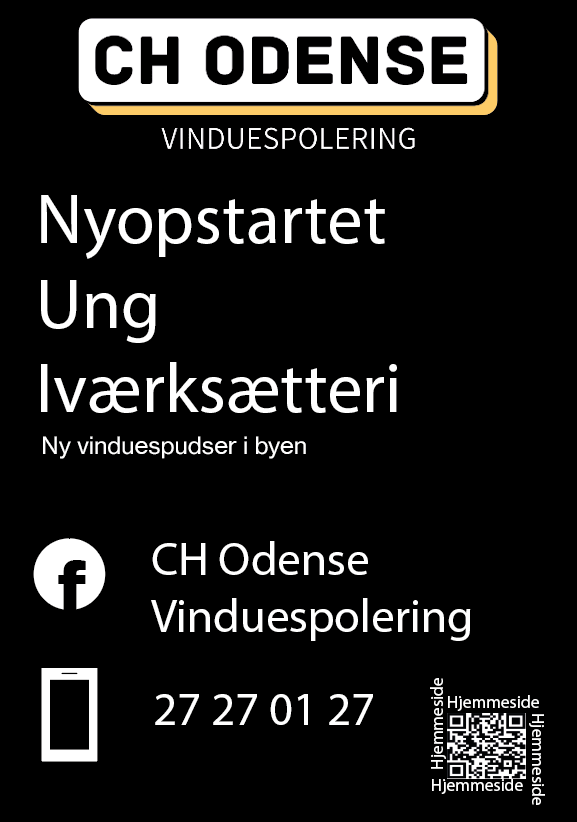 CH ODENSE
VINDUESPOLERING
Nyopstartet
Ung
Iværksætteri
Ny vinduespudser i byen
f
CH Odense
Vinduespolering
27 27 01 27
Hjemmeside
Hjemmeside
Hjemmeside
Hjemmeside